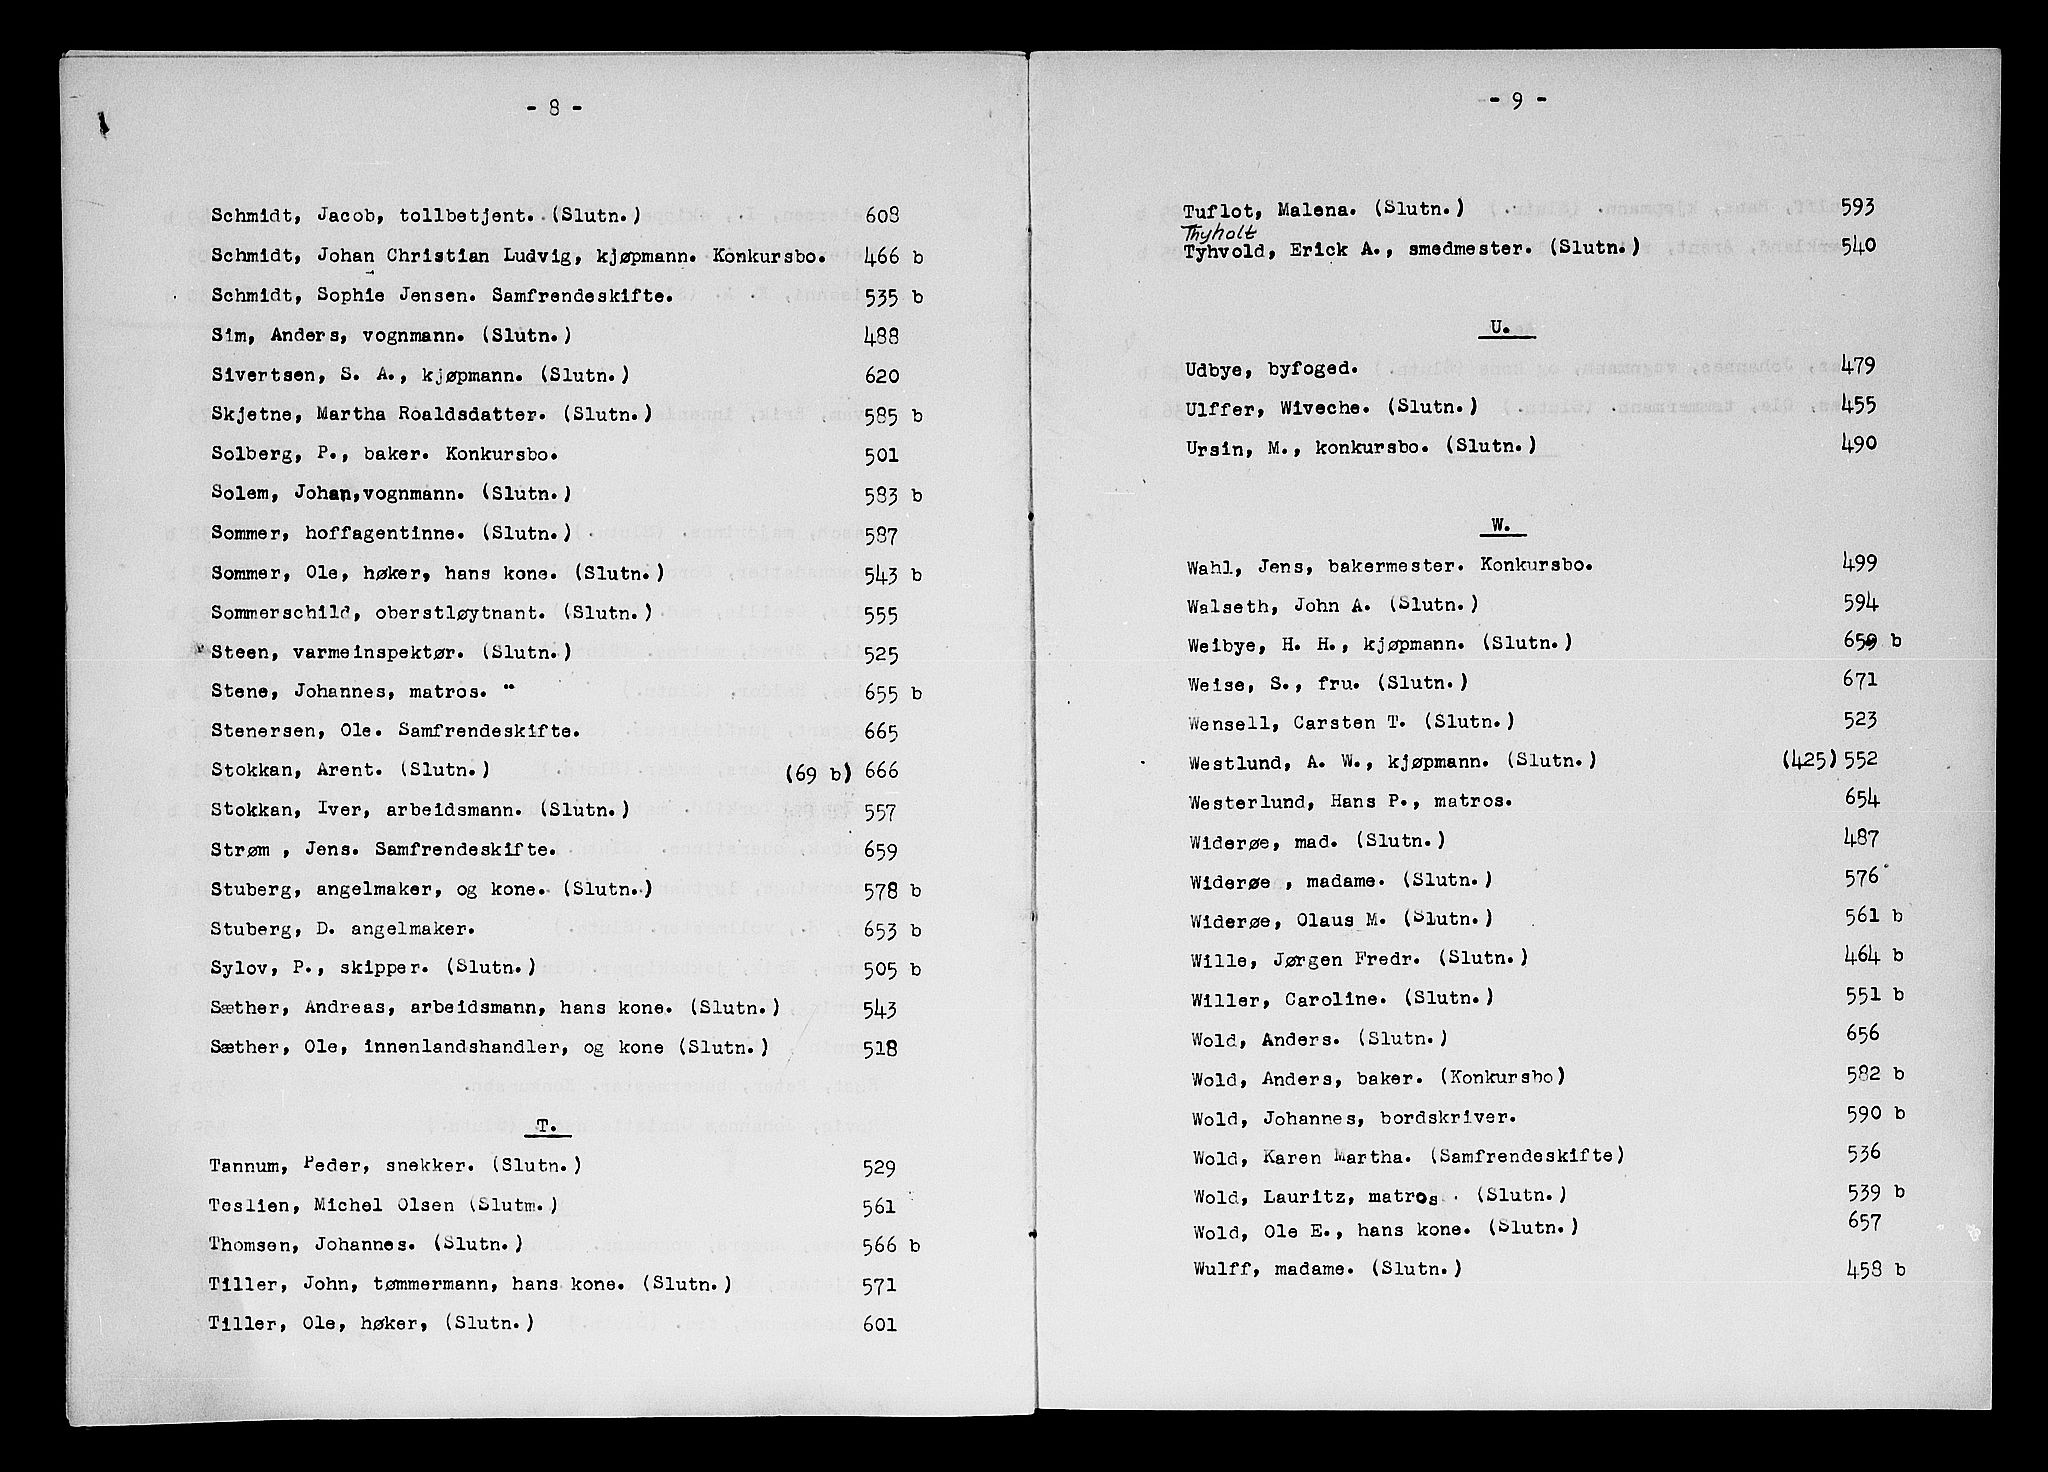 - 8 -
Schmidt, Jacob, tollbetjent. (Slutn.) 608
Schmidt, Johan Christian Ludvig, kjøpmann. Konkursbo. 466 b
Schmidt, Sophie Jensen. Samfrendeskifte. 535 b
Sim, Anders, vognmann. (Slutn.) 488
Sivertsen, S. A., kjøpmann. (Slutn.) 620
Skjetne, Martha Roaldsdatter. (Slutn.) 585 b
Solberg, P., baker. Konkursbo. 501
Solem, Johan, vognmann. (Slutn.) 583 b
Sommer, hoffagentinne. (Slutn.) 587
Sommer, Ole, høker, hans kone. (Slutn.) 543 b
Sommerschild, oberstløytnant. (Slutn.) 555
Steen, varmeinspektør. (Slutn.) 525
Stene, Johannes, matros. " 655 b
Stenersen, Ole. Samfrendeskifte. 665
Stokkan, Arent. (Slutn.) (69 b) 666
Stokkan, Iver, arbeidsmann. (Slutn.) 557
Strøm , Jens. Samfrendeskifte. 659
Stuberg, angelmaker, og kone. (Slutn.) 578 b
Stuberg, D. angelmaker. 653 b
Sylov, P., skipper. (Slutn.) 505 b
Sæther, Andreas, arbeidsmann, hans kone. (Slutn.) 543
Sæther, Ole, innenlandshandler, og kone (Slutn.) 518
T.
Tannum, Peder, snekker. (Slutn.) 529
Teslien, Michel Olsen (Slutm.) 561
Thomsen, Johannes. (Slutn.) 566 b
Tiller, John, tømmermann, hans kone. (Slutn.) 571
Tiller, Ole, høker, (Slutn.) 601
- 9 -
Tuflot, Malena. (Slutn.) 593
Thyholt
Tyhvold, Erick A., smedmester. (Slutn.) 540
U.
Udbye, byfoged. 479
Ulffer, Wiveche. (Slutn.) 455
Ursin, M., konkursbo. (Slutn.) 490
W.
Wahl, Jens, bakermester. Konkursbo. 499
Walseth, John A. (Slutn.) 594
Weibye, H. H., kjøpmann. (Slutn.) 659 b
Weise, S., fru. (Slutn.) 671
Wensell, Carsten T. (Slutn.) 523
Westlund, A. W., kjøpmann. (Slutn.) (425) 552
Westerlund, Hans P., matros. 654
Widerøe, mad. (Slutn.) 487
Widerøe , madame. (Slutn.) 576
Widerøe, Olaus M. (Slutn.) 561 b
Wille, Jørgen Fredr. (Slutn.) 464 b
Willer, Caroline. (Slutn.) 551 b
Wold, Anders. (Slutn.) 656
Wold, Anders, baker. (Konkursbo) 582 b
Wold, Johannes, bordskriver. 590 b
Wold, Karen Martha. (Samfrendeskifte) 536
Wold, Lauritz, matros. (Slutn.) 539 b
Wold, Ole E., hans kone. (Slutn.) 657
Wulff, madame. (Slutn.) 458 b